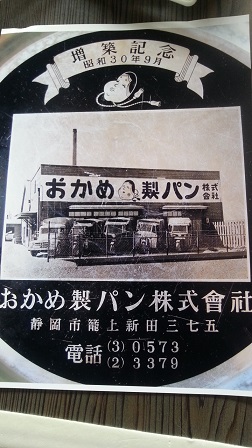 増築記念
昭和30年9月
おかめ製パン株式会社
おかめ製パン株式會社
静岡市籠上新田三七五
電話 (3)0573
(2)3379